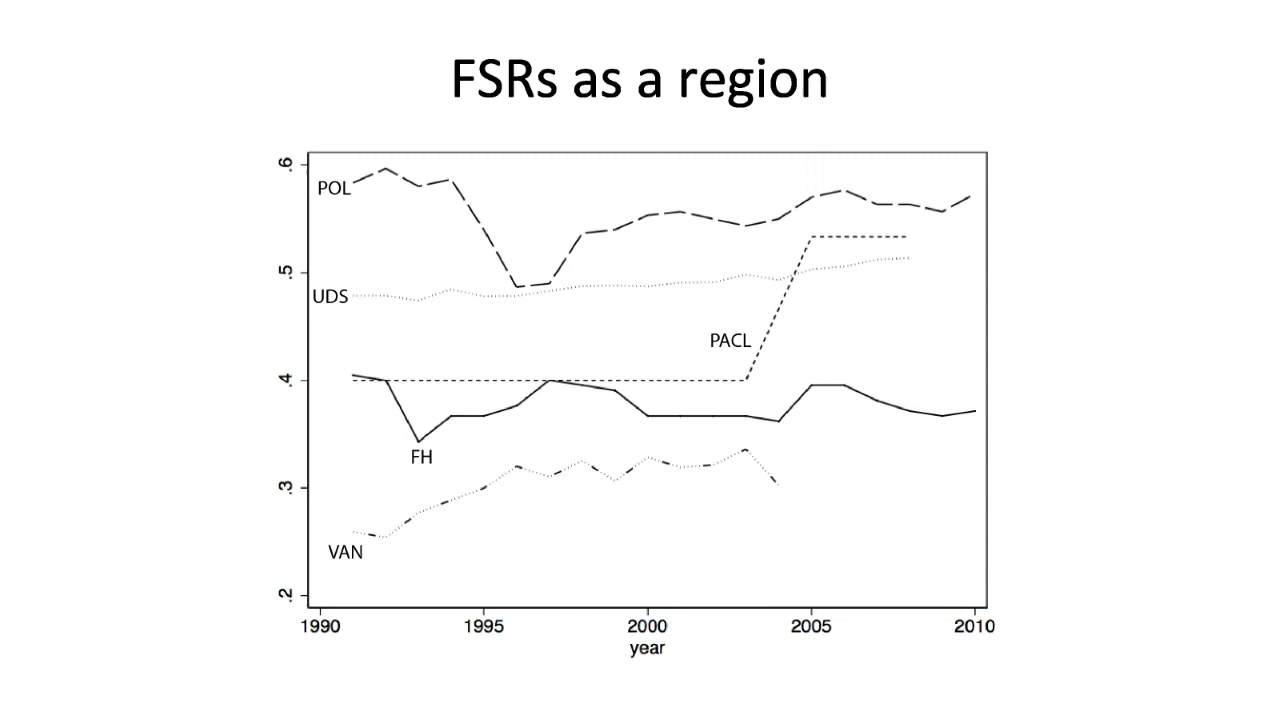 FSRs as a region
.6
POL
.5
UDS
PACL
.4
FH
.3
VAN
.2
1990 1995 2000 2005 2010
year